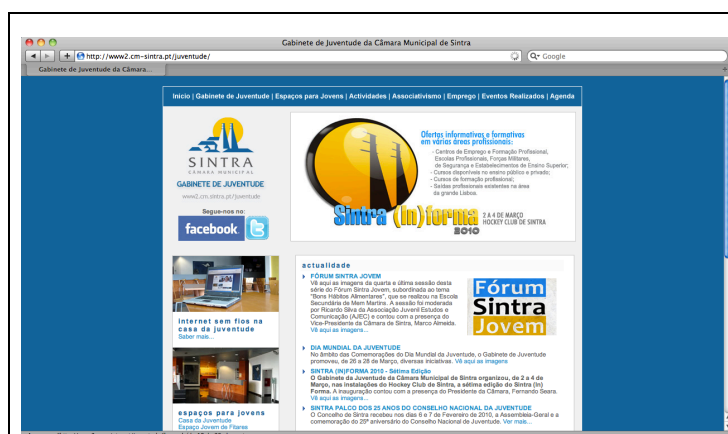 Gabinete de Juventude da Câmara Municipal de Sintra
http://www2.cm-sintra.pt/juventude/
Google
Gabinete de Juventude da Câmara...
Início | Gabinete de Juventude | Espaços para Jovens | Actividades | Associativismo | Emprego | Eventos Realizados | Agenda
SINTRA
CÂMARA MUNICIPAL
GABINETE DE JUVENTUDE
www2.cm.sintra.pt/juventude
Segue-nos no:
facebook
Ofertas informativas e formativas
em várias áreas profissionais:
- Centros de Emprego e Formação Profissional,
Escolas Profissionais, Forças Militares,
de Segurança e Estabelecimentos de Ensino Superior;
- Cursos disponíveis no ensino público e privado;
- Cursos de formação profissional;
- Saídas profissionais existentes na área
da grande Lisboa.
Sintra (In)forma
2010
2 A 4 DE MARÇO
HOCKEY CLUB DE SINTRA
internet sem fios na
casa da juventude
Saber mais...
espaços para jovens
Casa da Juventude
Espaço Jovem de Fitares
actualidade
FÓRUM SINTRA JOVEM
Vê aqui as imagens da quarta e última sessão desta
série do Fórum Sintra Jovem, subordinada ao tema
"Bons Hábitos Alimentares", que se realizou na Escola
Secundária de Mem Martins. A sessão foi moderada
por Ricardo Silva da Associação Juvenil Estudos e
Comunicação (AJEC) e contou com a presença do
Vice-Presidente da Câmara de Sintra, Marco Almeida.
Vê aqui as imagens...
Fórum
Sintra
Jovem
DIA MUNDIAL DA JUVENTUDE
No âmbito das Comemorações do Dia Mundial da Juventude, o Gabinete de Juventude
promoveu, de 26 a 28 de Março, diversas iniciativas. Vê aqui as imagens
SINTRA (IN)FORMA 2010 - Sétima Edição
O Gabinete da Juventude da Câmara Municipal de Sintra organizou, de 2 a 4 de
Março, nas instalações do Hockey Club de Sintra, a sétima edição do Sintra (In)
Forma. A inauguração contou com a presença do Presidente da Câmara, Fernando Seara.
Vê aqui as imagens...
SINTRA PALCO DOS 25 ANOS DO CONSELHO NACIONAL DA JUVENTUDE
O Concelho de Sintra recebeu nos dias 6 e 7 de Fevereiro de 2010, a Assembleia-Geral e a
comemoração do 25º aniversário do Conselho Nacional de Juventude. Ver mais...